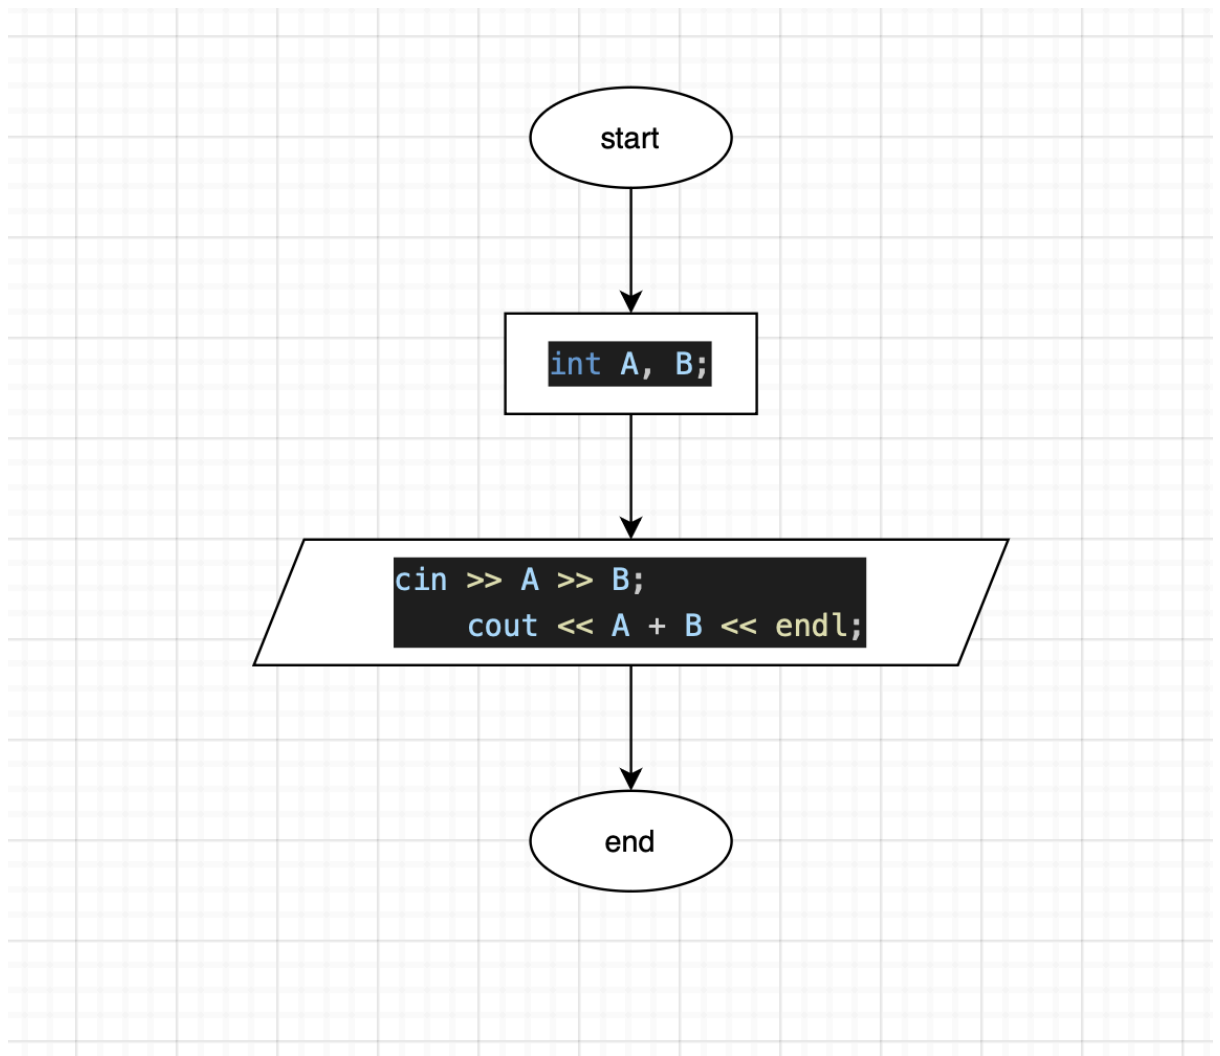 start
int A, B;
cin >> A >> B;
cout << A + B << endl;
end